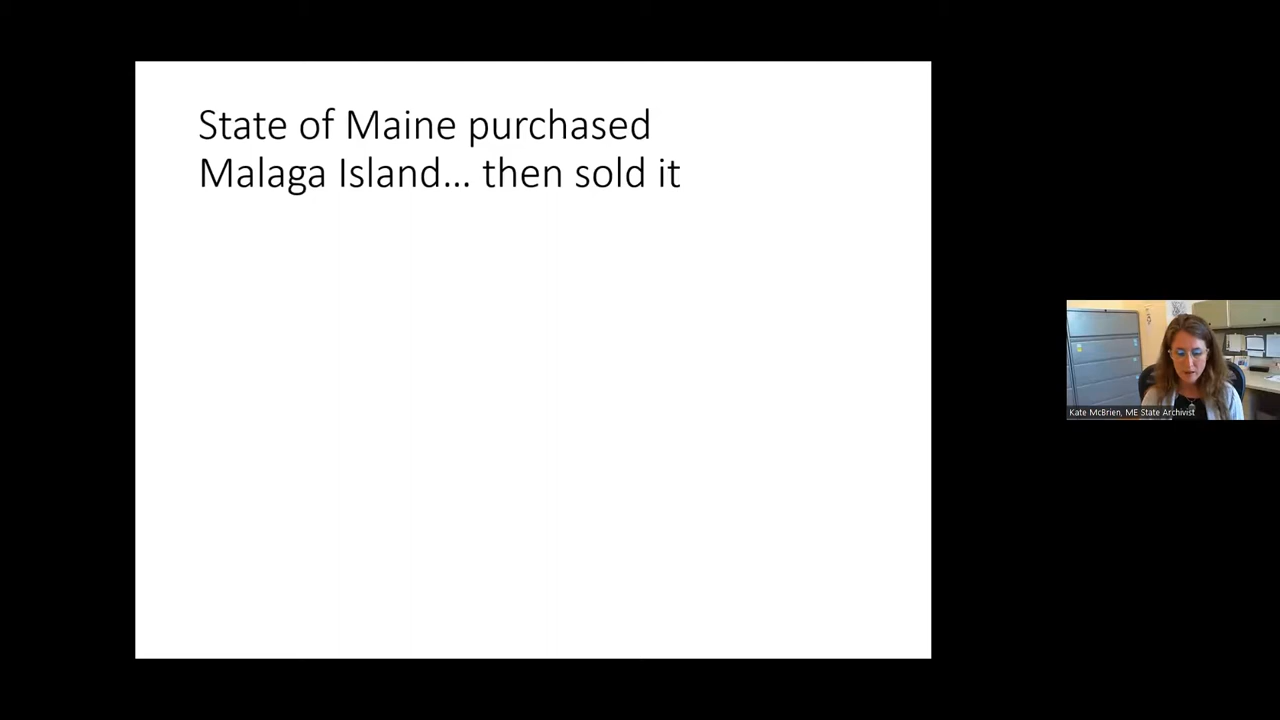 State of Maine purchased
Malaga Island... then sold it
Kate McBrien, ME State Archivist